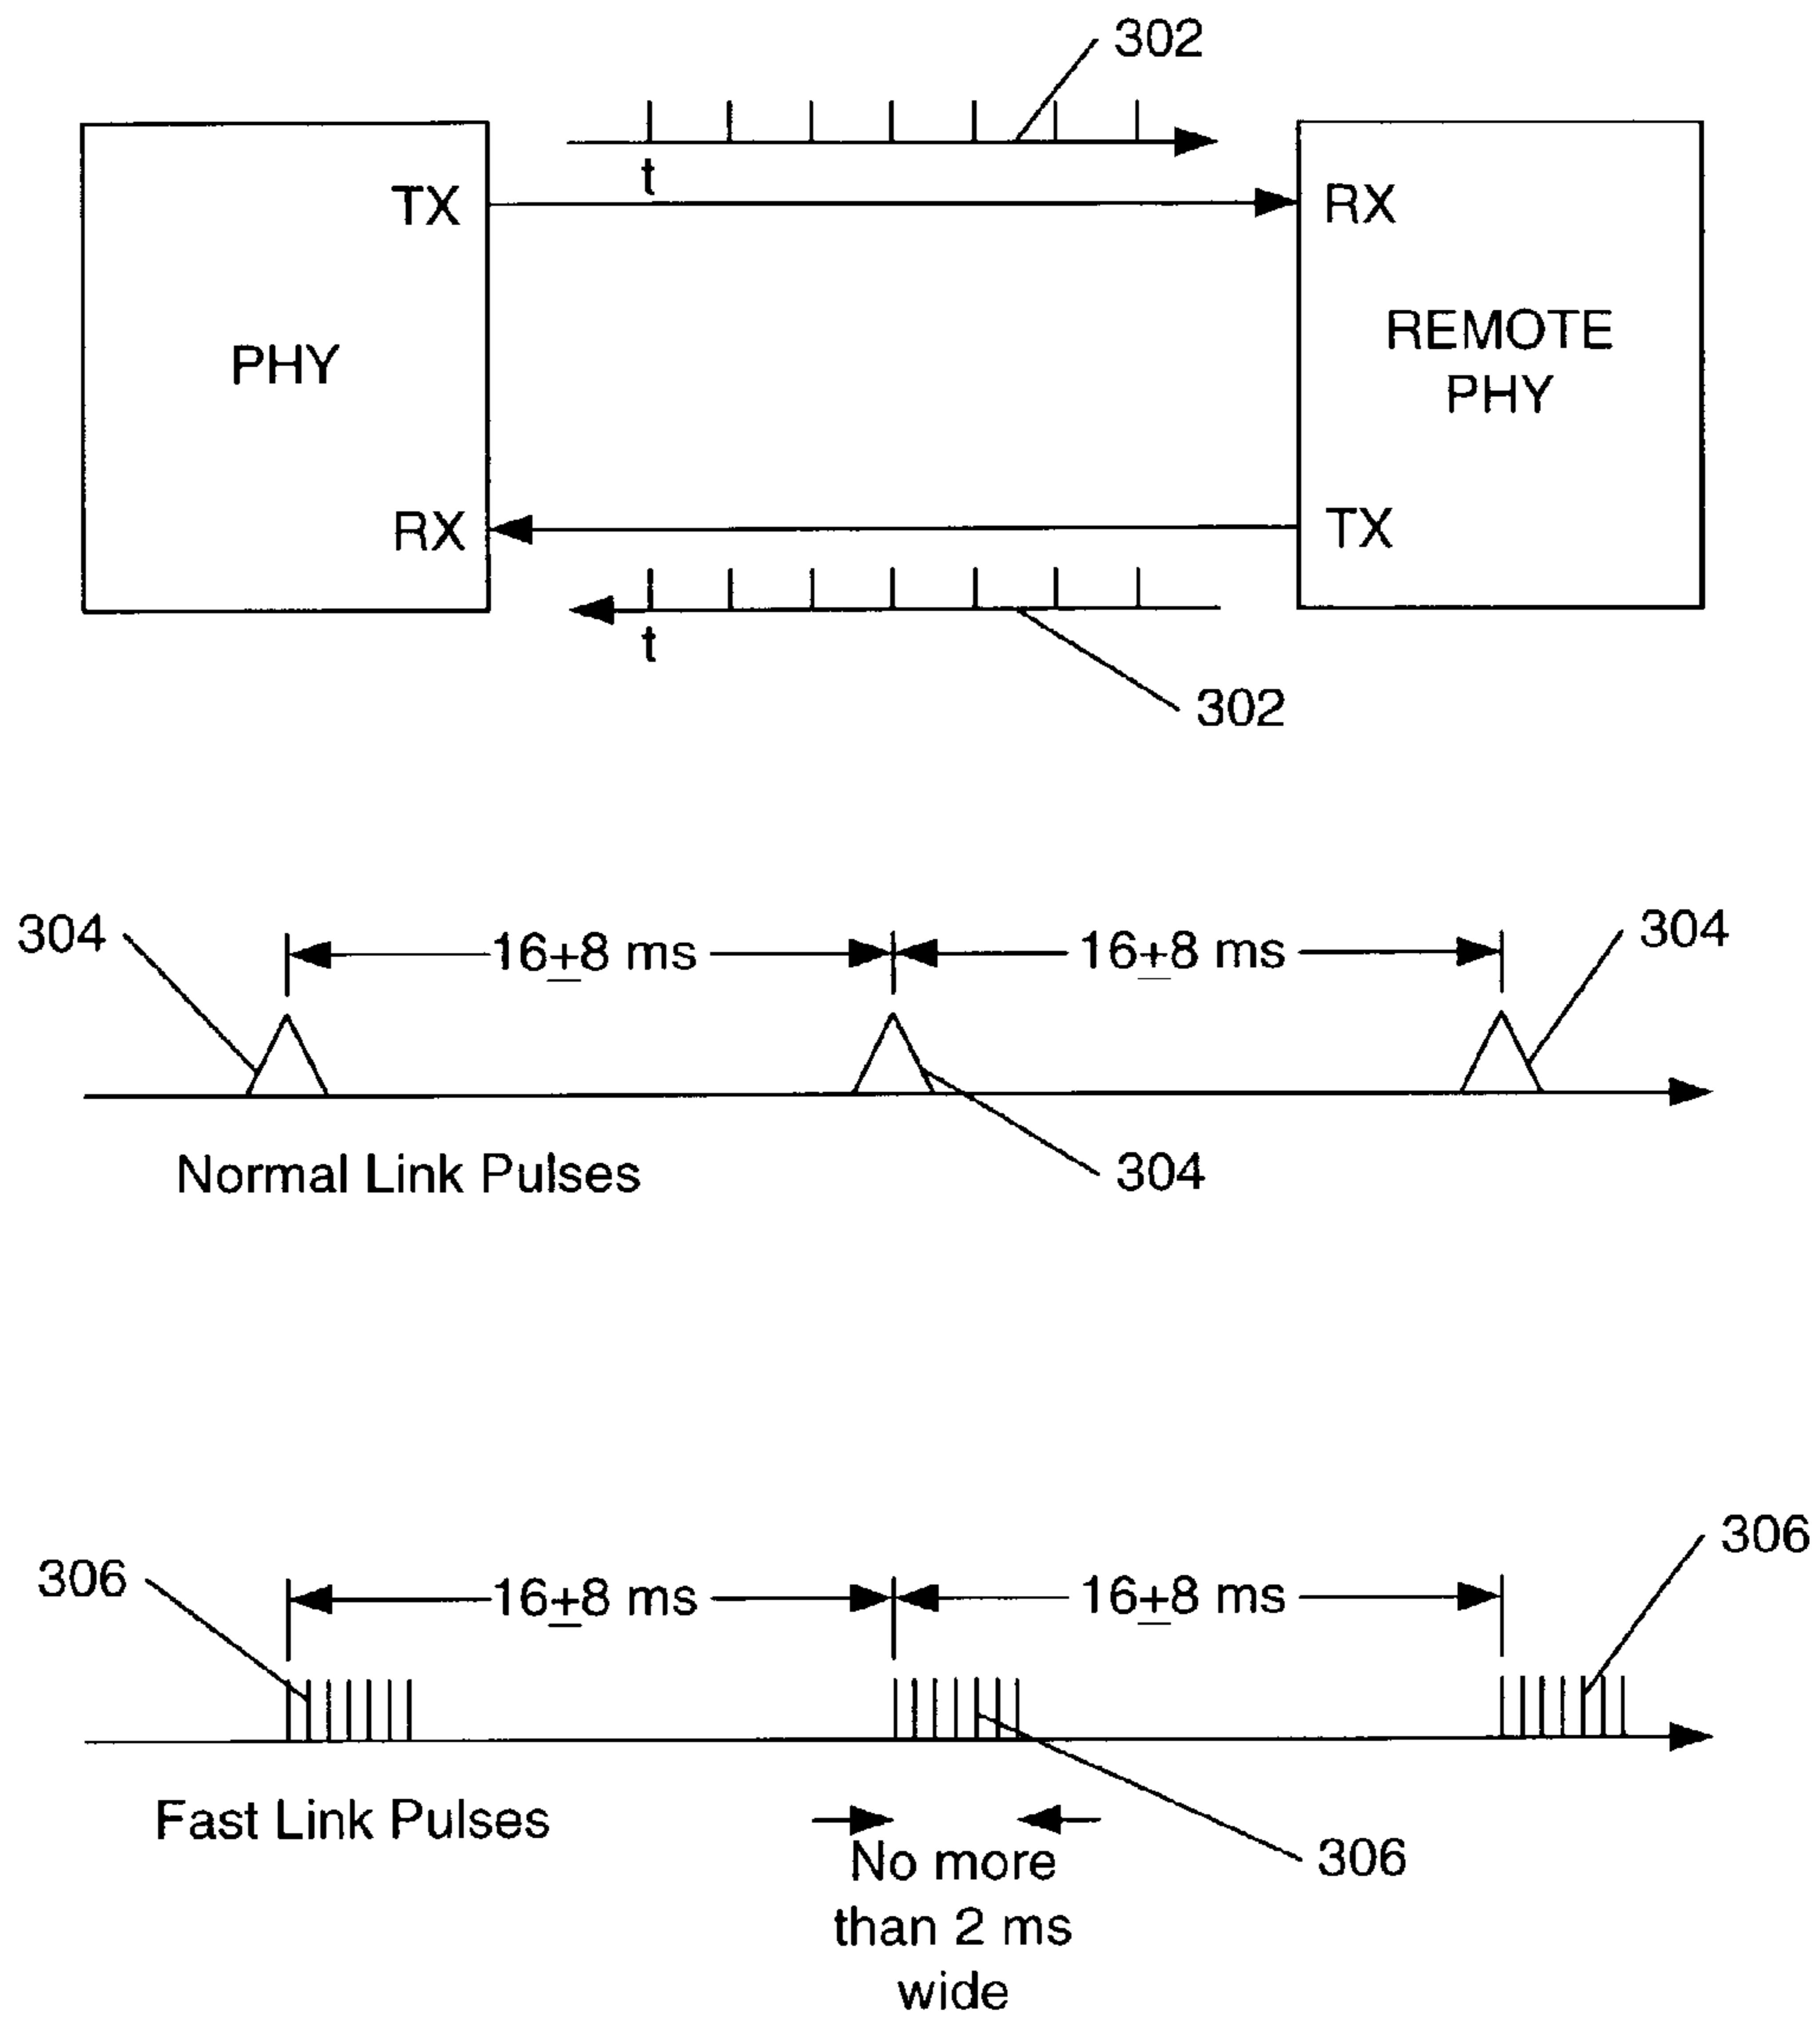 302
t
TX
RX
PHY
REMOTE
PHY
RX
TX
t
302
304
16±8 ms
16±8 ms
304
Normal Link Pulses
304
306
16±8 ms
16±8 ms
306
Fast Link Pulses
No more
than 2 ms
wide
306